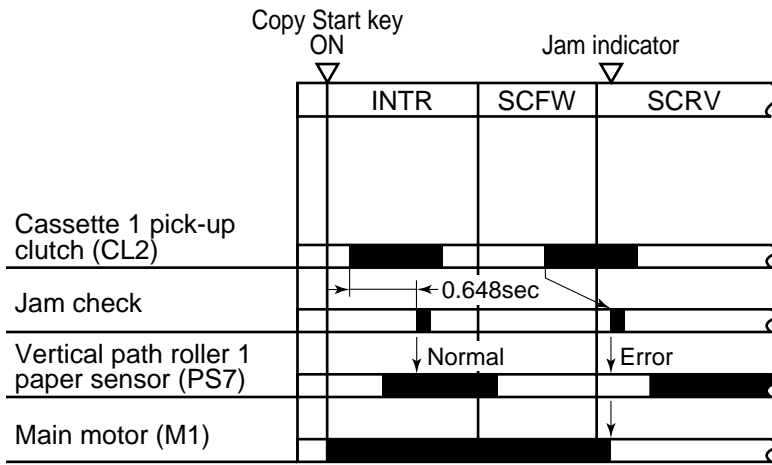 Copy Start key
ON
Jam indicator
INTR
SCFW
SCRV
Cassette 1 pick-up
clutch (CL2)
Jam check
0.648sec
Vertical path roller 1
paper sensor (PS7)
Normal
Error
Main motor (M1)